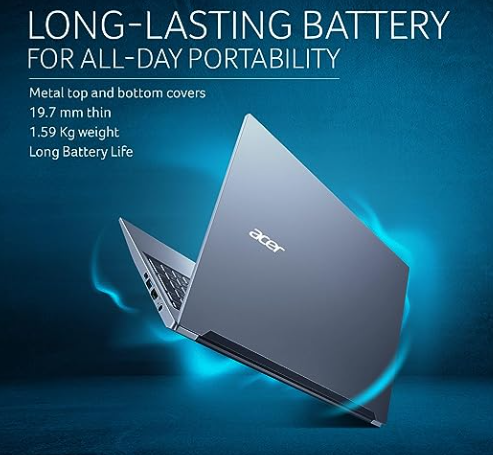 LONG-LASTING BATTERY
FOR ALL-DAY PORTABILITY
Metal top and bottom covers
19.7 mm thin
1.59 Kg weight
Long Battery Life
acer